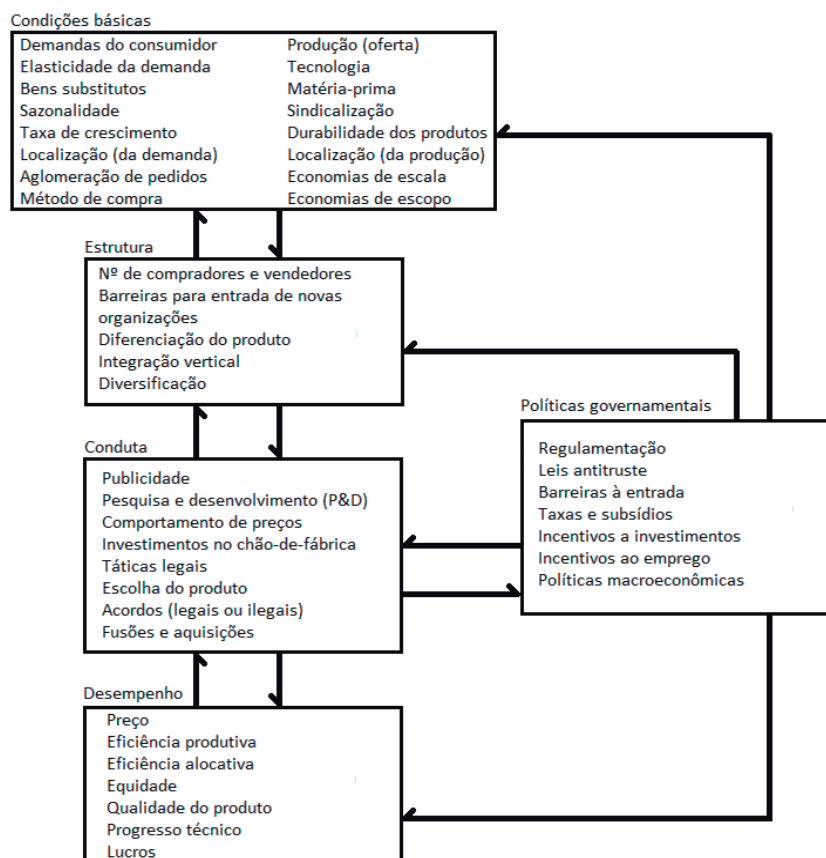 Condições básicas
Demandas do consumidor
Elasticidade da demanda
Bens substitutos
Sazonalidade
Taxa de crescimento
Localização (da demanda)
Aglomeração de pedidos
Método de compra
Produção (oferta)
Tecnologia
Matéria-prima
Sindicalização
Durabilidade dos produtos
Localização (da produção)
Economias de escala
Economias de escopo
Estrutura
Nº de compradores e vendedores
Barreiras para entrada de novas
organizações
Diferenciação do produto
Integração vertical
Diversificação
Conduta
Publicidade
Pesquisa e desenvolvimento (P&D)
Comportamento de preços
Investimentos no chão-de-fábrica
Táticas legais
Escolha do produto
Acordos (legais ou ilegais)
Fusões e aquisições
Políticas governamentais
Regulamentação
Leis antitruste
Barreiras à entrada
Taxas e subsídios
Incentivos a investimentos
Incentivos ao emprego
Políticas macroeconômicas
Desempenho
Preço
Eficiência produtiva
Eficiência alocativa
Equidade
Qualidade do produto
Progresso técnico
Lucros